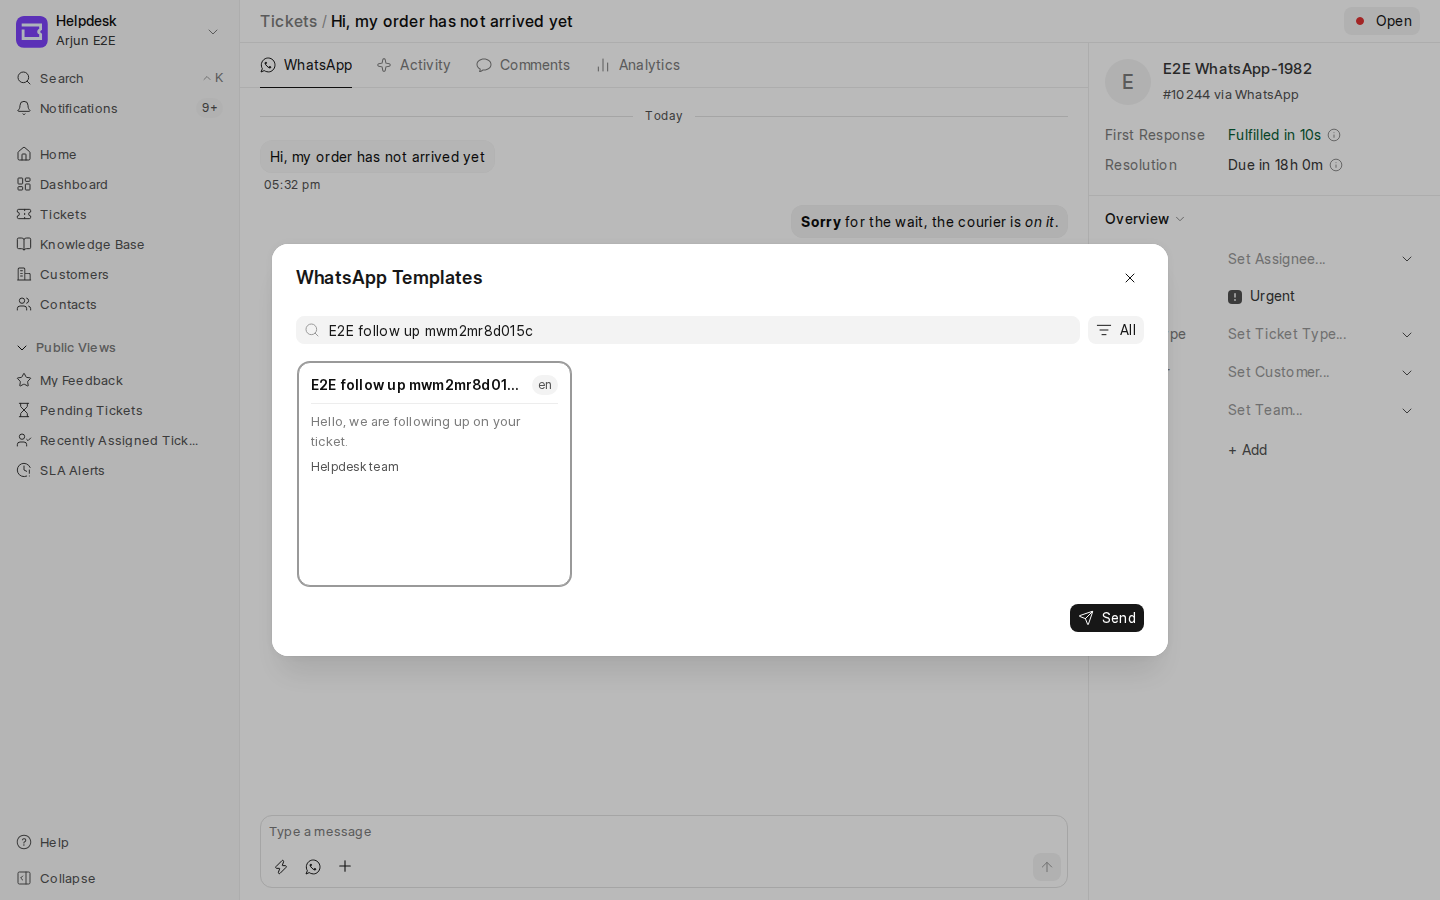 Helpdesk
Arjun E2E
Search
K
Notifications
9+
Home
Dashboard
Tickets
Knowledge Base
Customers
Contacts
Public Views
My Feedback
Pending Tickets
Recently Assigned Tick...
SLA Alerts
Help
Collapse
Tickets / Hi, my order has not arrived yet
Open
WhatsApp
Activity
Comments
Analytics
Today
Hi, my order has not arrived yet
05:32 pm
Sorry for the wait, the courier is on it.
WhatsApp Templates
E2E follow up mwm2mr8d015c
All
E2E follow up mwm2mr8d01...
en
Hello, we are following up on your
ticket.
Helpdesk team
Send
Type a message
E
E2E WhatsApp-1982
#10244 via WhatsApp
First Response
Fulfilled in 10s
Resolution
Due in 18h 0m
Overview
Set Assignee...
Urgent
pe
Set Ticket Type...
Set Customer...
Set Team...
+ Add